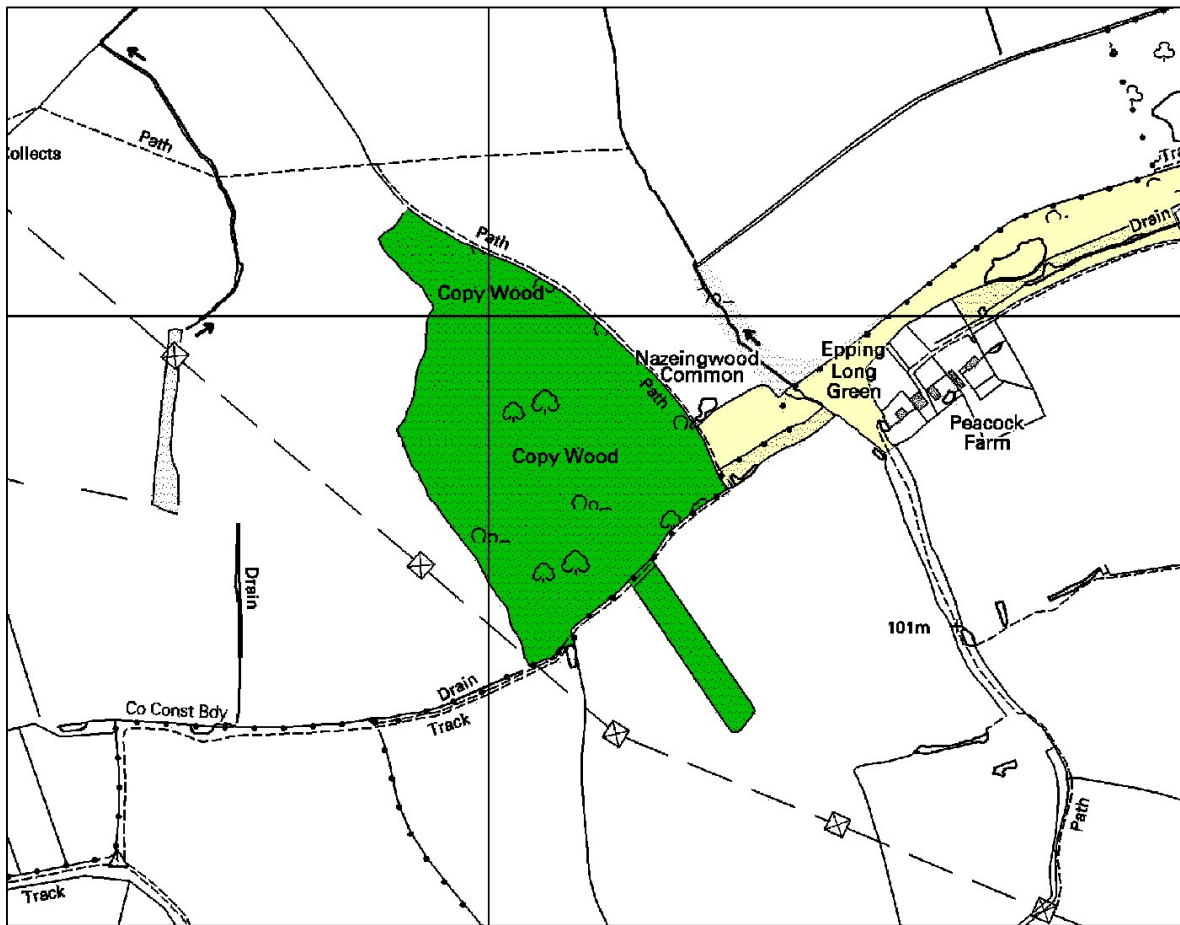 Path
ollects
Path
Copy Wood
Nazeingwood
Common
Path
Epping
Long
Green
Drain
Peacock
Farm
Copy Wood
Drain
101m
Co Const Bdy
Drain
Track
Path
Track